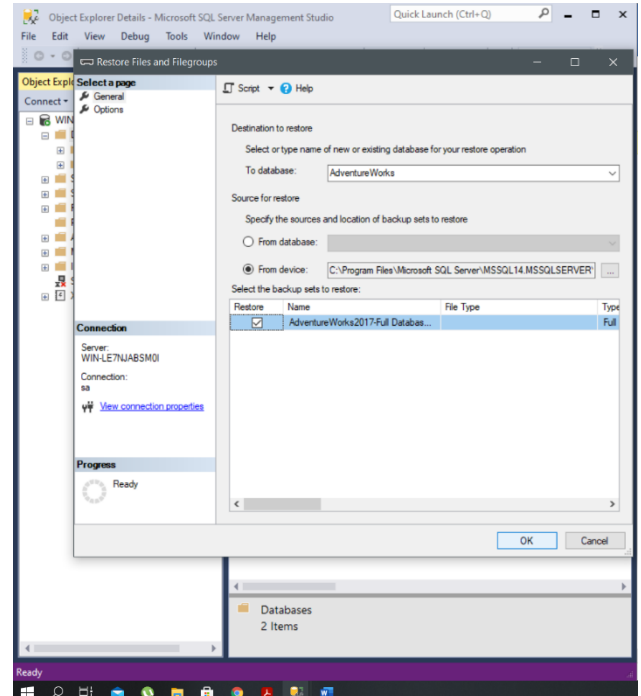 Object Explorer Details - Microsoft SQL Server Management Studio
Quick Launch (Ctrl+Q)
File Edit View Debug Tools Window Help
Restore Files and Filegroups
Object Explo
Connect
WIN
Select a page
General
Options
Script Help
Destination to restore
Select or type name of new or existing database for your restore operation
To database: AdventureWorks
Source for restore
Specify the sources and location of backup sets to restore
From database:
From device: C:\Program Files\Microsoft SQL Server\MSSQL14.MSSQLSERVER ...
Select the backup sets to restore:
Restore Name File Type Type
AdventureWorks2017-Full Databas... Full
Connection
Server:
WIN-LE7NJABSM0I
Connection:
sa
View connection properties
Progress
Ready
OK Cancel
Databases
2 Items
Ready